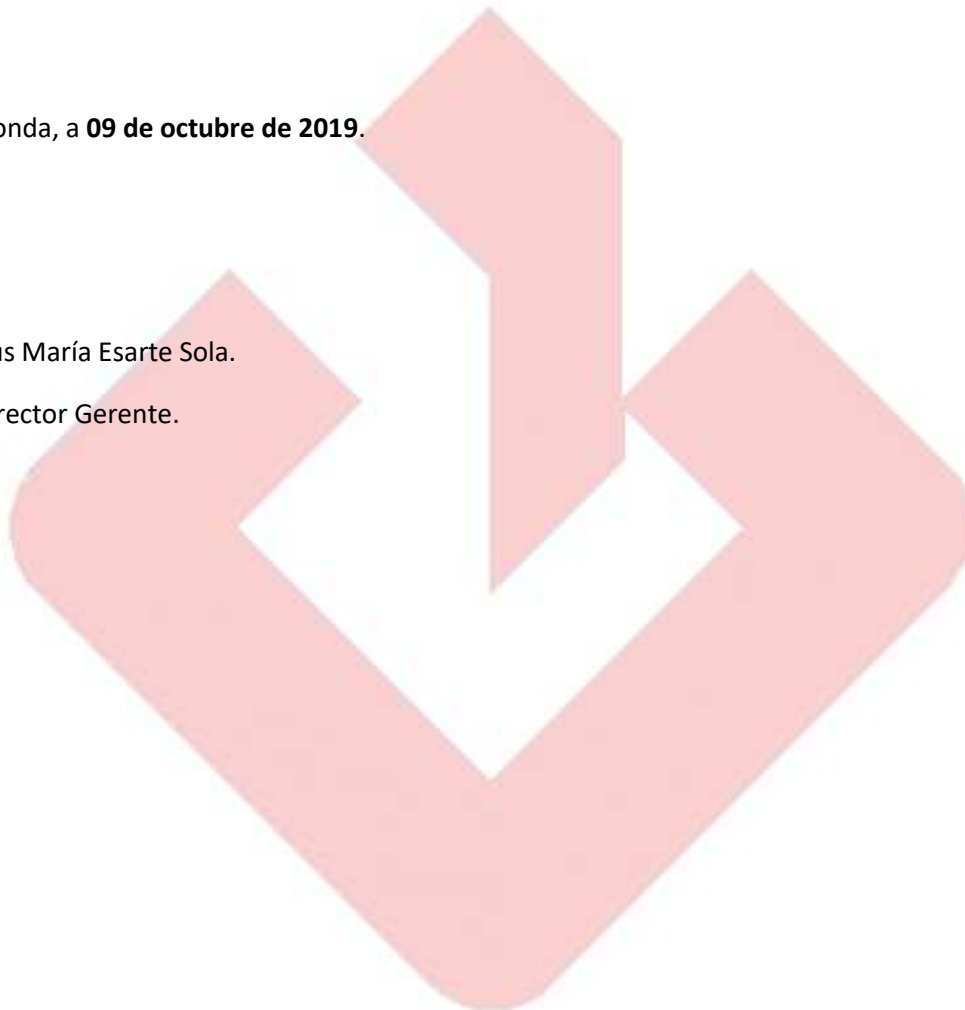 onda, a 09 de octubre de 2019.
us María Esarte Sola.
rector Gerente.